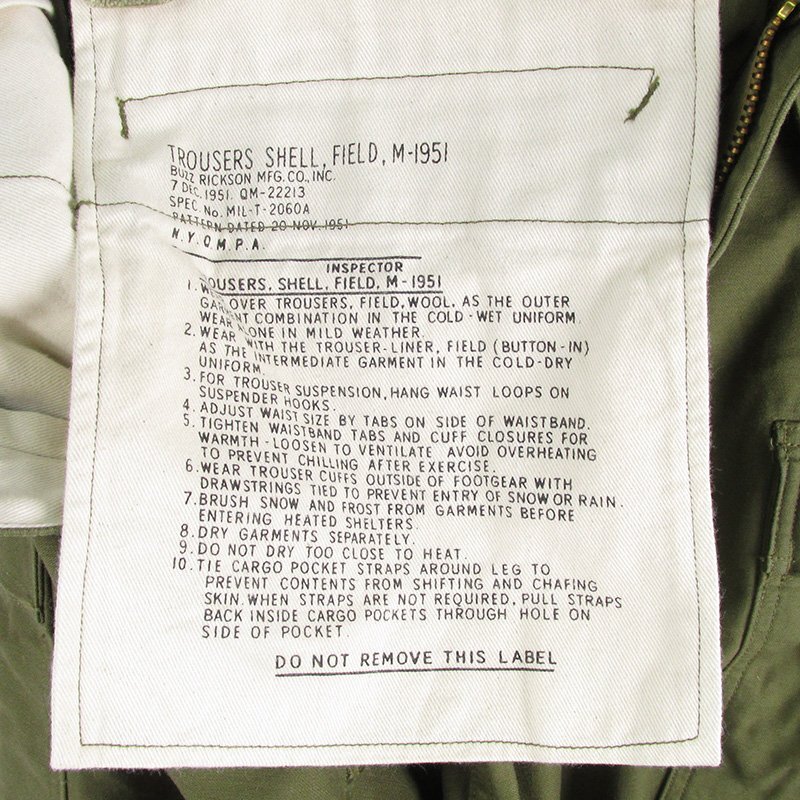 TROUSERS SHELL, FIELD, M-1951
BUZZ RICKSON MFG. CO., INC.
7 DEC. 1951. QM-22213
SPEC. No. MIL-T-2060A
PATTERN DATED 20 NOV. 1951
N.Y.Q.M.P.A.
INSPECTOR
OUSERS, SHELL, FIELD, M-1951
1. OVER TROUSERS, FIELD, WOOL, AS THE OUTER
GARMENT COMBINATION IN THE COLD-WET UNIFORM.
WEAR ALONE IN MILD WEATHER.
2. WEAR WITH THE TROUSER-LINER, FIELD (BUTTON-IN)
AS THE INTERMEDIATE GARMENT IN THE COLD-DRY
UNIFORM
3. FOR TROUSER SUSPENSION, HANG WAIST LOOPS ON
SUSPENDER HOOKS.
4. ADJUST WAIST SIZE BY TABS ON SIDE OF WAISTBAND.
5. TIGHTEN WAISTBAND TABS AND CUFF CLOSURES FOR
WARMTH-LOOSEN TO VENTILATE AVOID OVERHEATING
TO PREVENT CHILLING AFTER EXERCISE.
6. WEAR TROUSER CUFFS OUTSIDE OF FOOTGEAR WITH
DRAWSTRINGS TIED TO PREVENT ENTRY OF SNOW OR RAIN.
7. BRUSH SNOW AND FROST FROM GARMENTS BEFORE
ENTERING HEATED SHELTERS.
8. DRY GARMENTS SEPARATELY.
9. DO NOT DRY TOO CLOSE TO HEAT.
10. TIE CARGO POCKET STRAPS AROUND LEG TO
PREVENT CONTENTS FROM SHIFTING AND CHAFING
SKIN. WHEN STRAPS ARE NOT REQUIRED, PULL STRAPS
BACK INSIDE CARGO POCKETS THROUGH HOLE ON
SIDE OF POCKET.
DO NOT REMOVE THIS LABEL